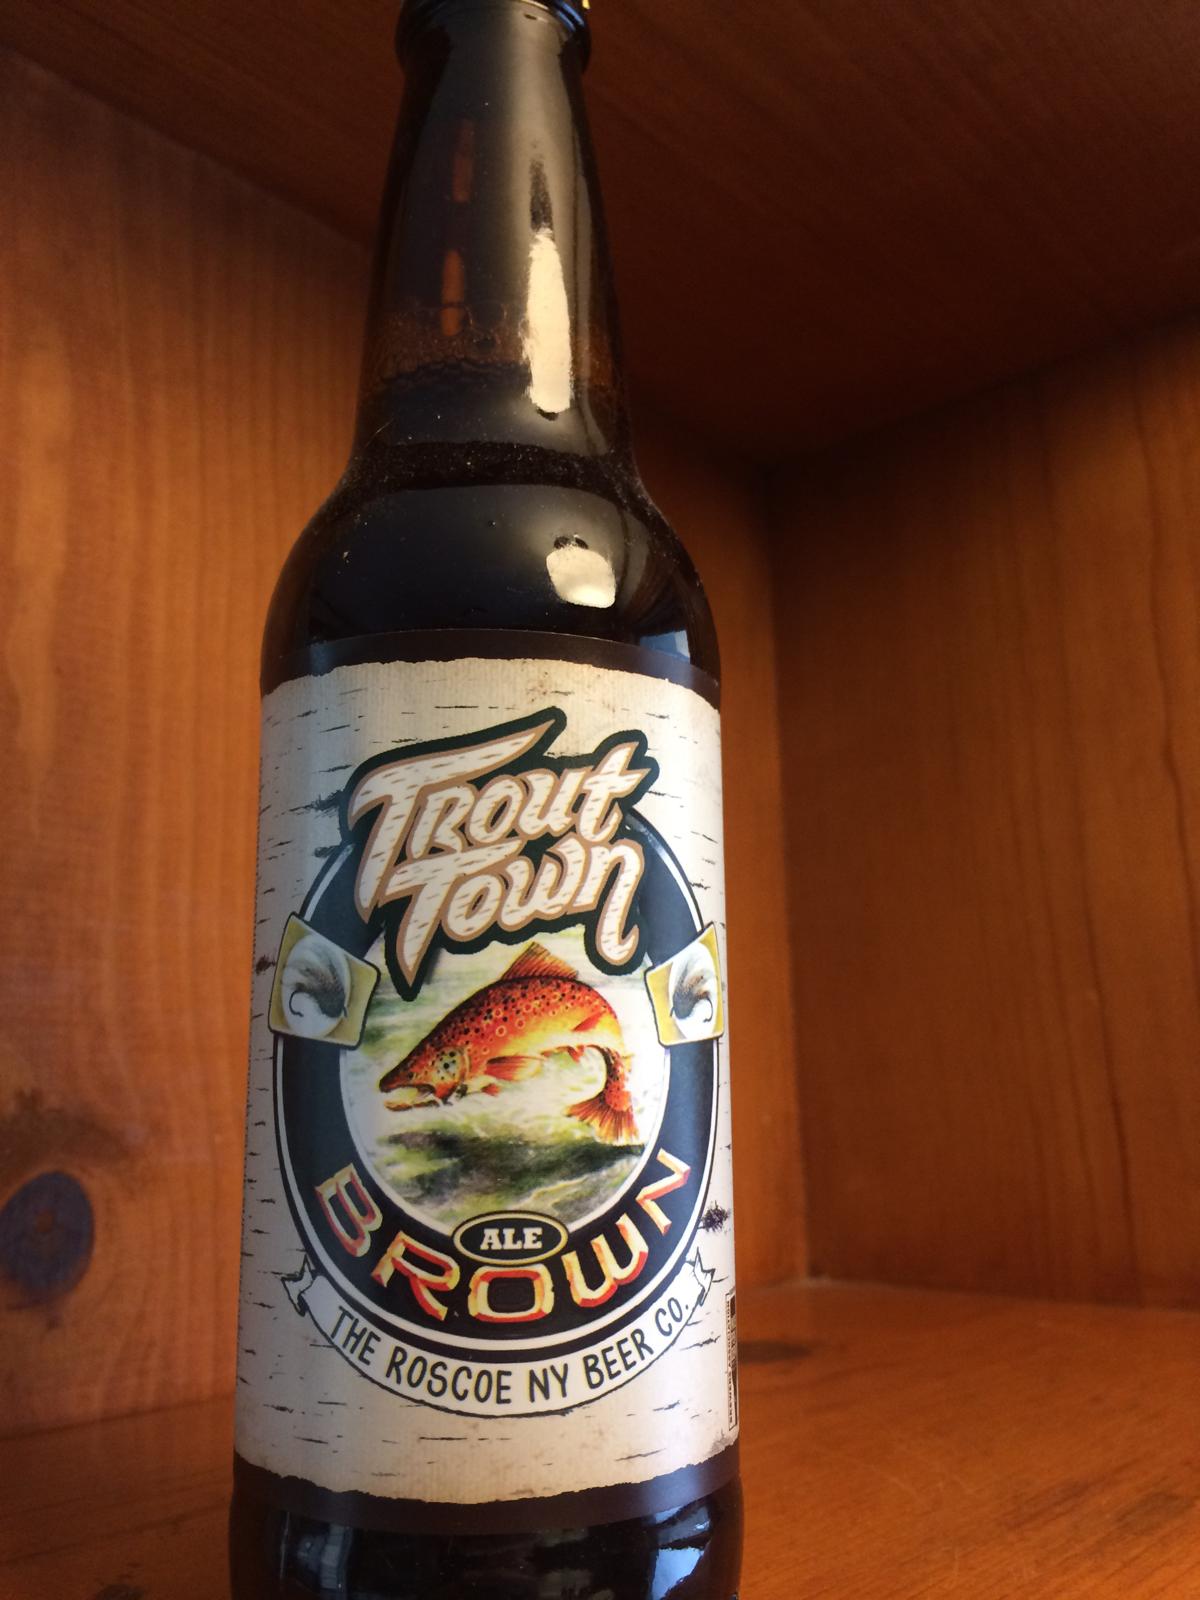 Trout
Town
BROWN
ALE
THE ROSCOE NY BEER CO.